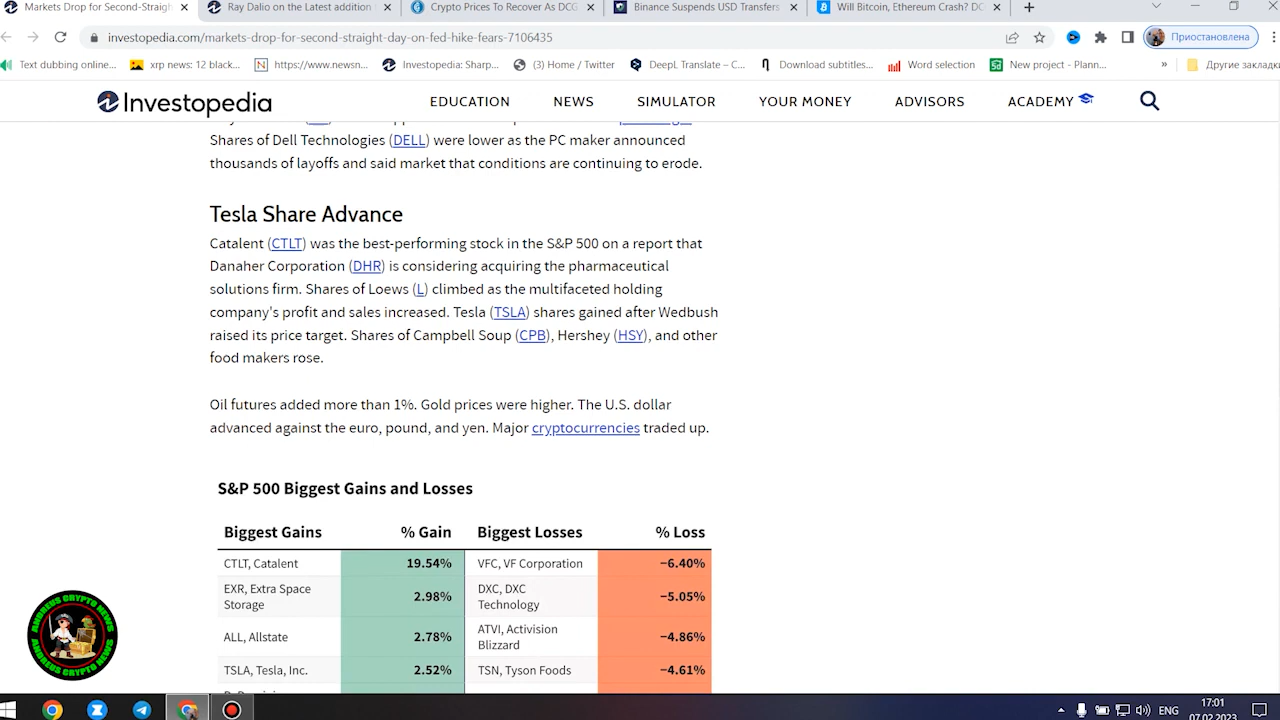 Markets Drop for Second-Straigh
Ray Dalio on the Latest addition
Crypto Prices To Recover As DCG
Binance Suspends USD Transfers
Will Bitcoin, Ethereum Crash? DC
investopedia.com/markets-drop-for-second-straight-day-on-fed-hike-fears-7106435
Приостановлена
Text dubbing online...
xrp news: 12 black...
https://www.newsn...
Investopedia: Sharp...
(3) Home / Twitter
DeepL Translate – C...
Download subtitles...
Word selection
New project - Plann...
»
Другие закладки
Investopedia
EDUCATION NEWS SIMULATOR YOUR MONEY ADVISORS ACADEMY
Shares of Dell Technologies (DELL) were lower as the PC maker announced
thousands of layoffs and said market that conditions are continuing to erode.
Tesla Share Advance
Catalent (CTLT) was the best-performing stock in the S&P 500 on a report that
Danaher Corporation (DHR) is considering acquiring the pharmaceutical
solutions firm. Shares of Loews (L) climbed as the multifaceted holding
company's profit and sales increased. Tesla (TSLA) shares gained after Wedbush
raised its price target. Shares of Campbell Soup (CPB), Hershey (HSY), and other
food makers rose.
Oil futures added more than 1%. Gold prices were higher. The U.S. dollar
advanced against the euro, pound, and yen. Major cryptocurrencies traded up.
S&P 500 Biggest Gains and Losses
Biggest Gains % Gain Biggest Losses % Loss
CTLT, Catalent 19.54% VFC, VF Corporation −6.40%
EXR, Extra Space
Storage 2.98% DXC, DXC
Technology −5.05%
ALL, Allstate 2.78% ATVI, Activision
Blizzard −4.86%
TSLA, Tesla, Inc. 2.52% TSN, Tyson Foods −4.61%
ANDREUS CRYPTO NEWS
ANDREUS CRYPTO NEWS
ENG
17:01
07.02.2023